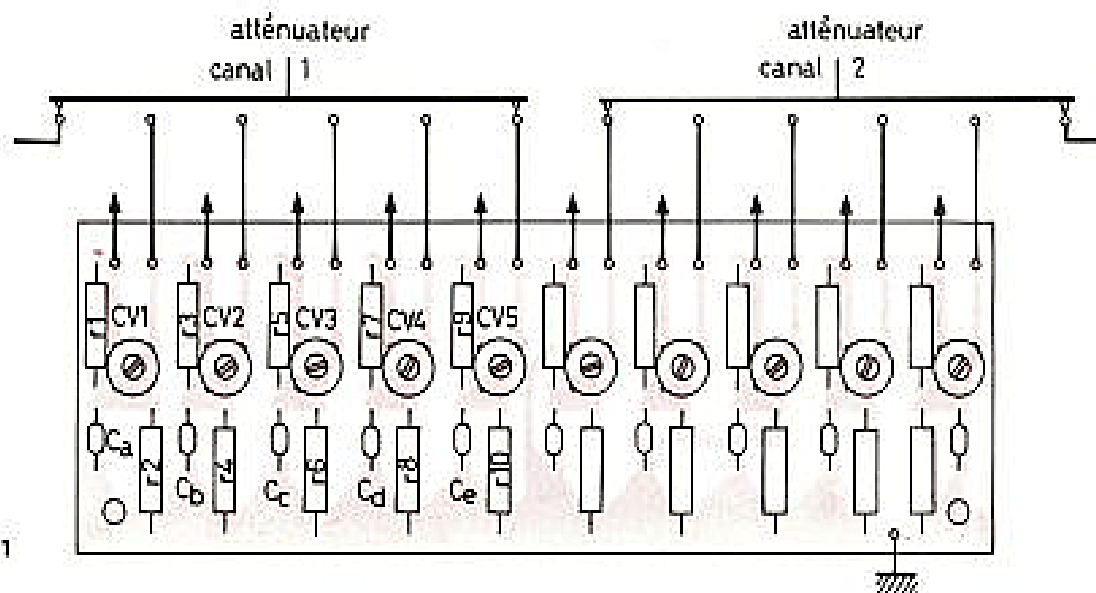 atténuateur
canal 1
atténuateur
canal 2
r1 CV1 r3 CV2 r5 CV3 r7 CV4 r9 CV5
Ca r2 Cb r4 Cc r6 Cd r8 Ce r10
1